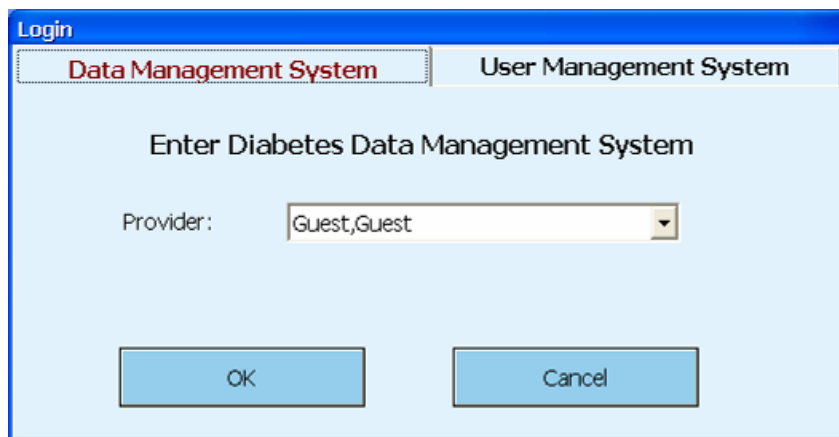 Login
Data Management System User Management System
Enter Diabetes Data Management System
Provider: Guest,Guest
OK Cancel